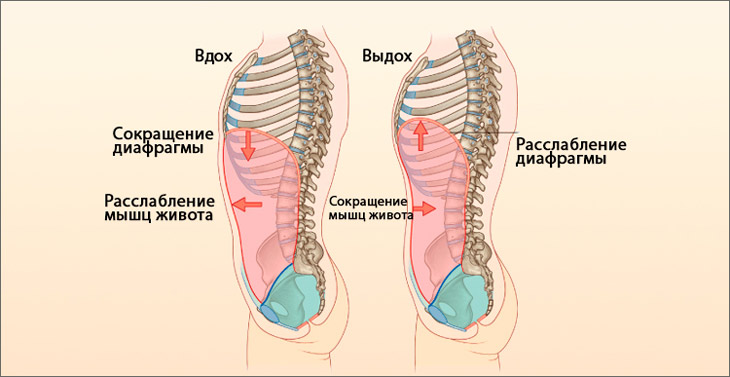 Вдох
Сокращение
диафрагмы
Расслабление
мышц живота
Выдох
Расслабление
диафрагмы
Сокращение
мышц живота